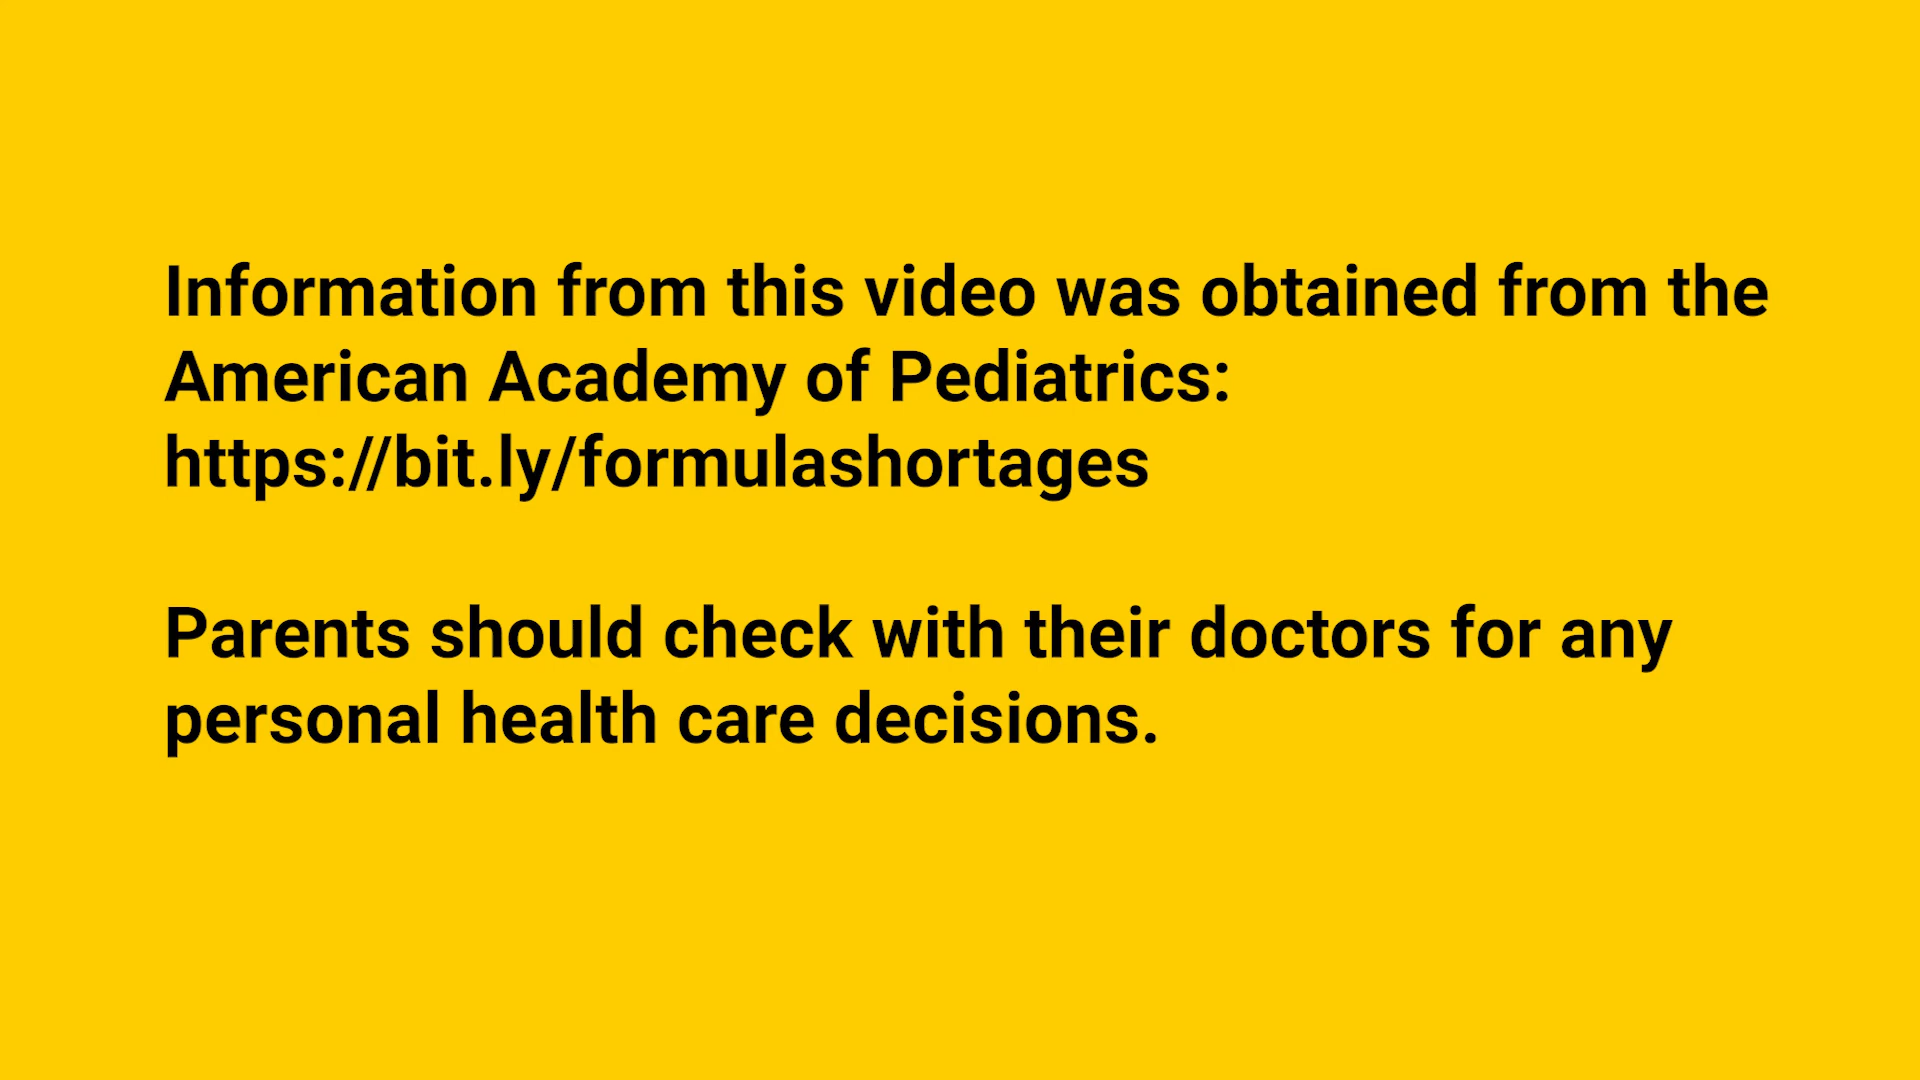 Information from this video was obtained from the
American Academy of Pediatrics:
https://bit.ly/formulashortages
Parents should check with their doctors for any
personal health care decisions.